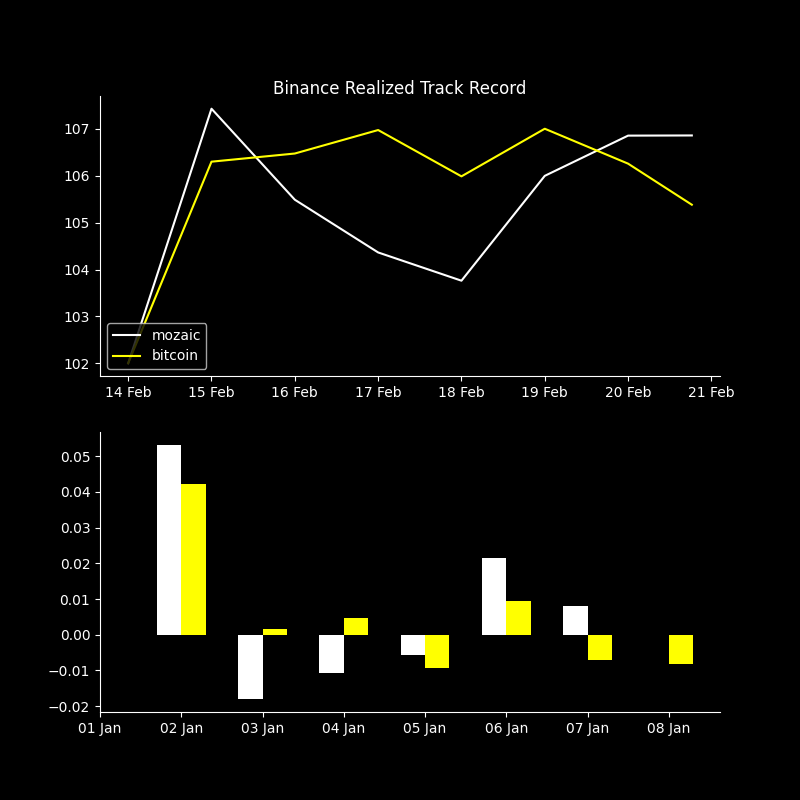 Binance Realized Track Record
107
106
105
104
103
102
mozaic
bitcoin
14 Feb 15 Feb 16 Feb 17 Feb 18 Feb 19 Feb 20 Feb 21 Feb
0.05
0.04
0.03
0.02
0.01
0.00
−0.01
−0.02
01 Jan 02 Jan 03 Jan 04 Jan 05 Jan 06 Jan 07 Jan 08 Jan